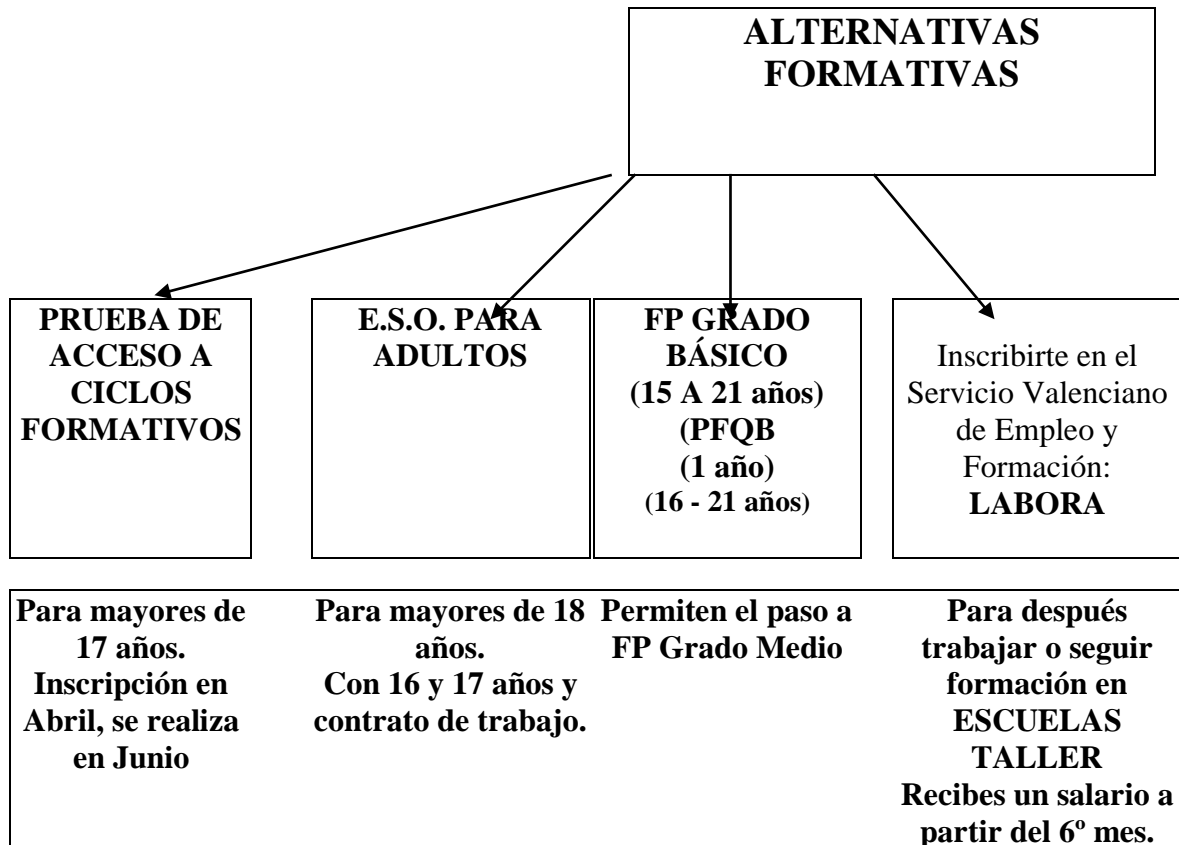 ALTERNATIVAS
FORMATIVAS
PRUEBA DE
ACCESO A
CICLOS
FORMATIVOS
E.S.O. PARA
ADULTOS
FP GRADO
BÁSICO
(15 A 21 años)
(PFQB
(1 año)
(16 - 21 años)
Inscribirte en el
Servicio Valenciano
de Empleo y
Formación:
LABORA
Para mayores de
17 años.
Inscripción en
Abril, se realiza
en Junio
Para mayores de 18
años.
Con 16 y 17 años y
contrato de trabajo.
Permiten el paso a
FP Grado Medio
Para después
trabajar o seguir
formación en
ESCUELAS
TALLER
Recibes un salario a
partir del 6º mes.